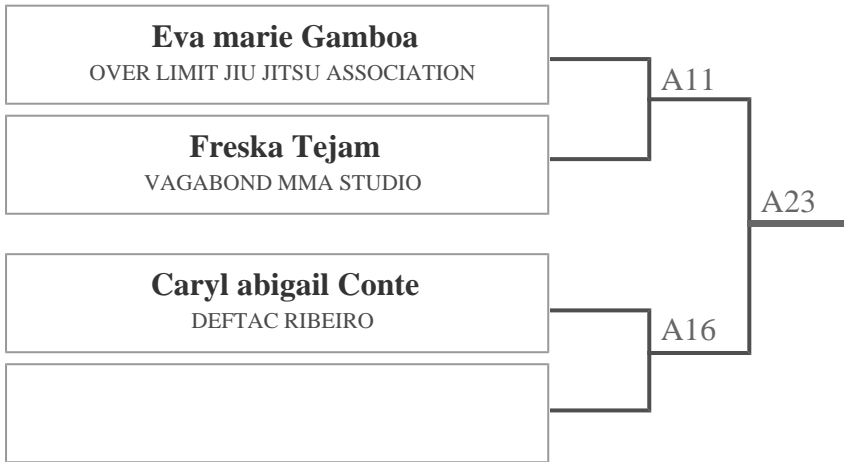 Eva marie Gamboa
OVER LIMIT JIU JITSU ASSOCIATION
A11
Freska Tejam
VAGABOND MMA STUDIO
A23
Caryl abigail Conte
DEFTAC RIBEIRO
A16